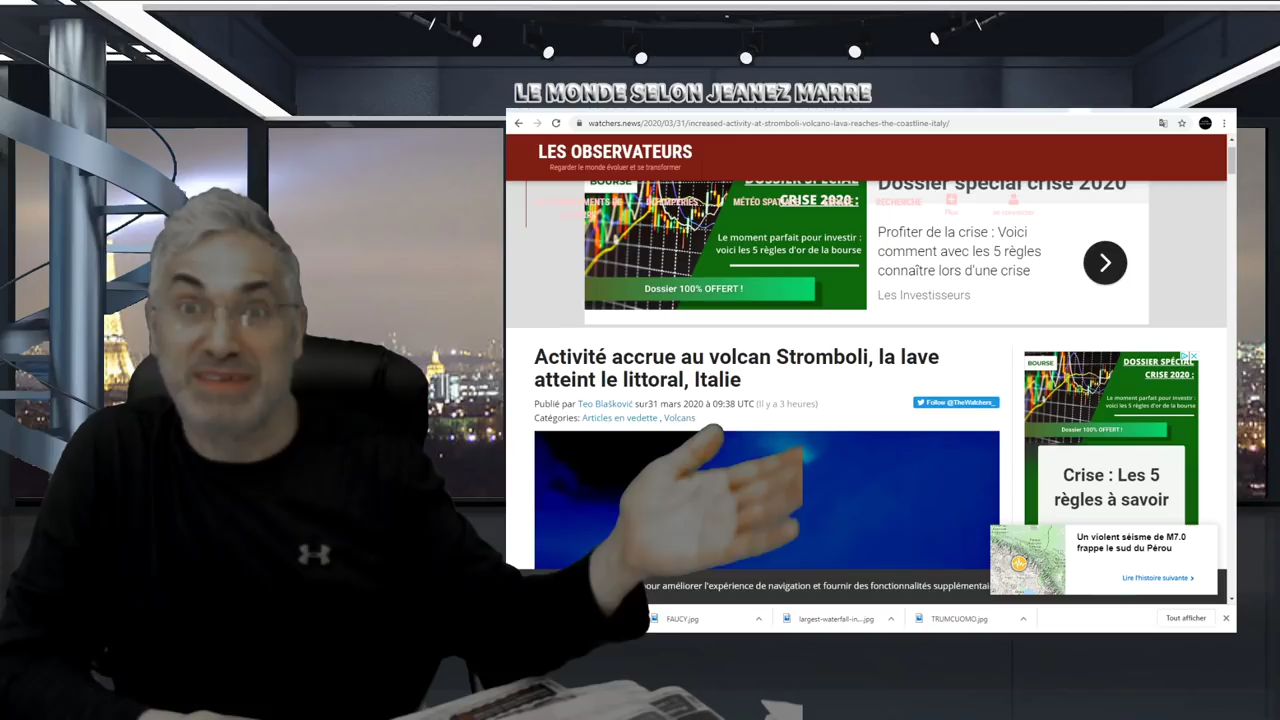 LE MONDE SELON JEANEZ MARRE
watchers.news/2020/03/31/increased-activity-at-stromboli-volcano-lava-reaches-the-coastline-italy/
LES OBSERVATEURS
Regarder le monde évoluer et se transformer
BOURSE
DOSSIER SPÉCIAL
CRISE 2020 :
Le moment parfait pour investir :
voici les 5 règles d'or de la bourse
Dossier 100% OFFERT !
MÉTÉO
RECHERCHE
Plus
Se connecter
Dossier spécial crise 2020
Profiter de la crise : Voici
comment avec les 5 règles
connaître lors d'une crise
Les Investisseurs
Activité accrue au volcan Stromboli, la lave
atteint le littoral, Italie
Publié par Teo Blašković sur31 mars 2020 à 09:38 UTC (Il y a 3 heures)
Follow @TheWatchers_
Catégories: Articles en vedette , Volcans
BOURSE
DOSSIER SPÉCIAL
CRISE 2020 :
Le moment parfait pour investir :
voici les 5 règles d'or de la bourse
Dossier 100% OFFERT !
Crise : Les 5
règles à savoir
Un violent séisme de M7.0
frappe le sud du Pérou
Lire l'histoire suivante
pour améliorer l'expérience de navigation et fournir des fonctionnalités
FAUCY.jpg
largest-waterfall-in....jpg
TRUMCUOMO.jpg
Tout afficher